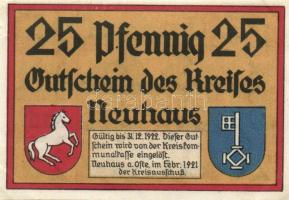 25 Pfennig 25
Gutschein des Kreises
Neuhaus
Gültig bis 31.12.1922. Dieser Gut
schein wird von der Kreiskom-
munalkasse eingelöst.
Neuhaus a. Oste, im Febr. 1921
der Kreisausschuß.